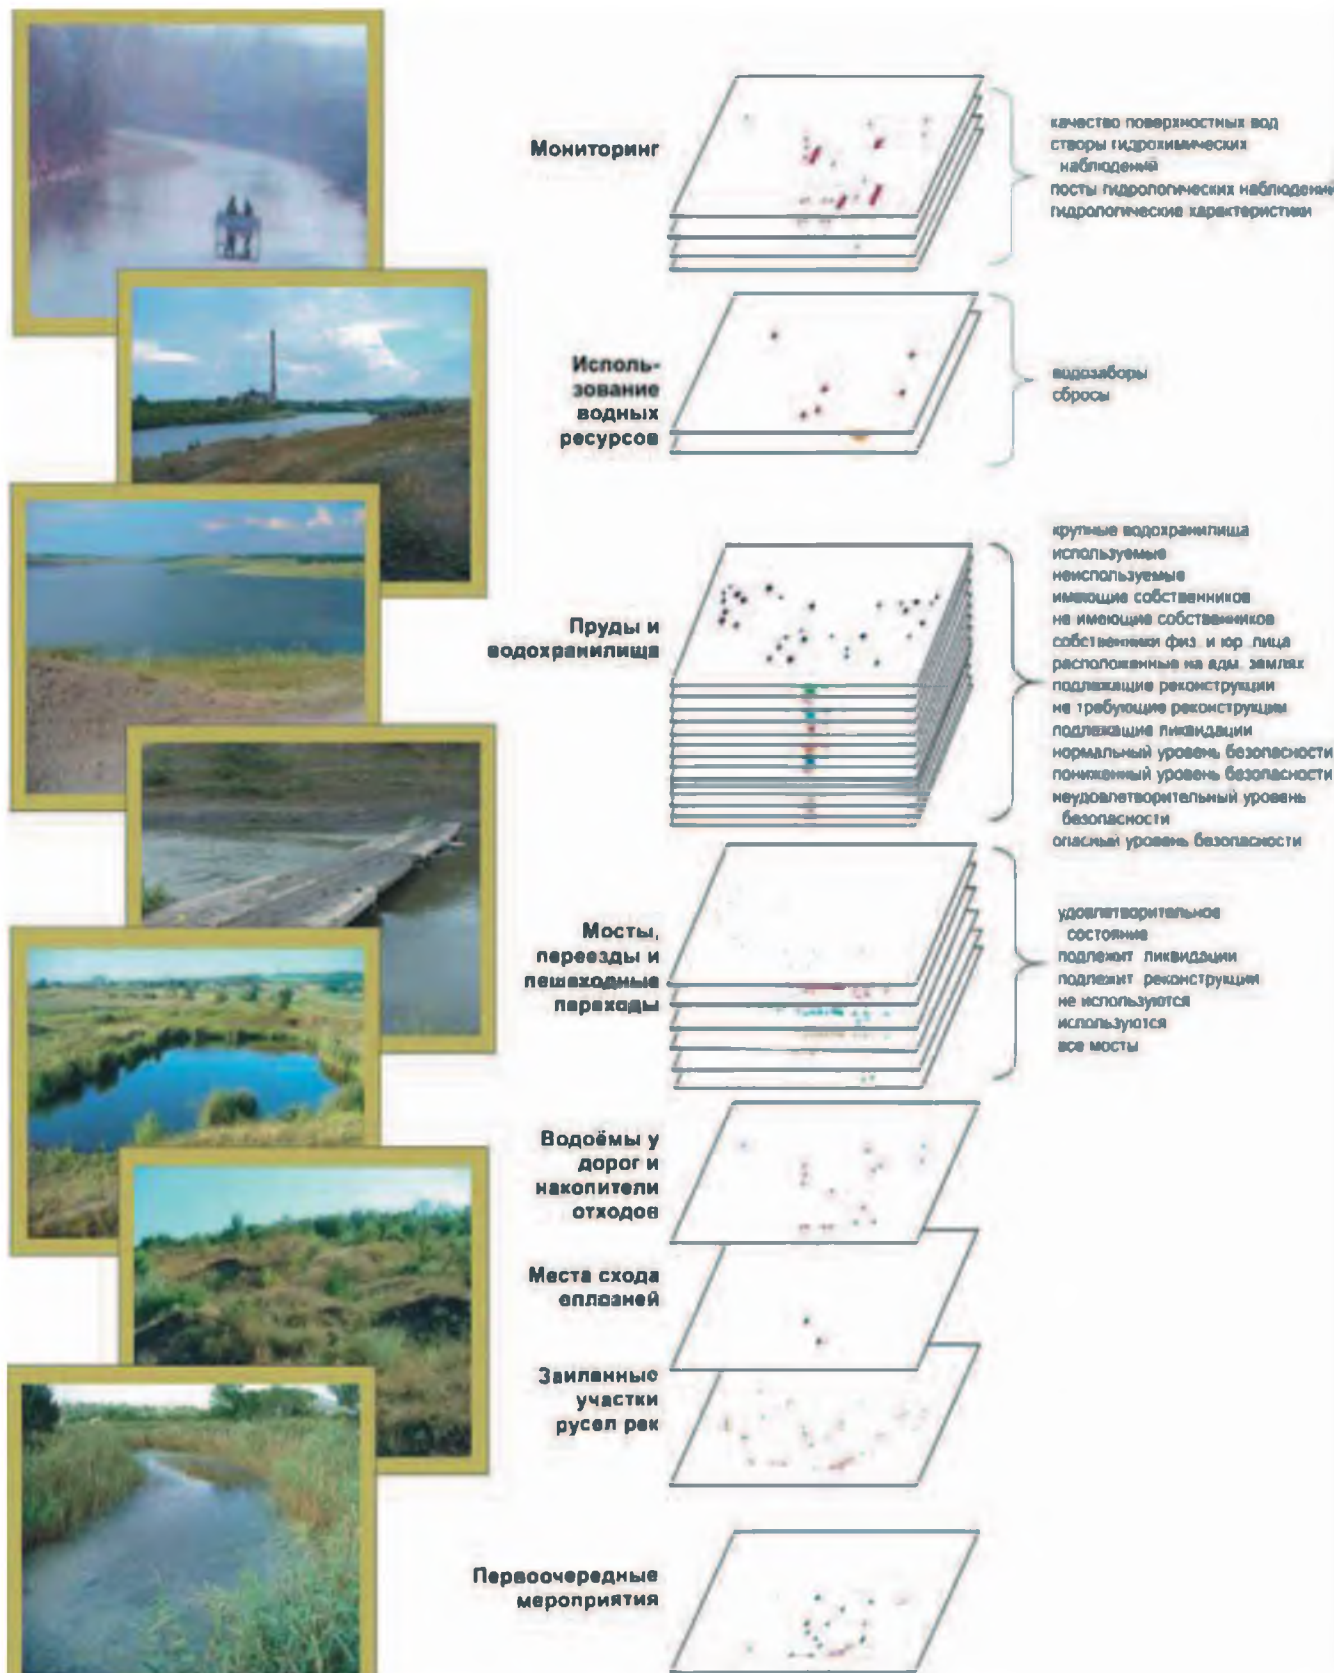 Мониторинг
качество поверхностных вод
створы гидрохимических
наблюдений
посты гидрологических наблюдений
гидрологические характеристики
Исполь-
зование
водных
ресурсов
водозаборы
сбросы
Пруды и
водохранилища
крупные водохранилища
используемые
неиспользуемые
имеющие собственников
не имеющие собственников
собственники физ. и юр. лица
расположенные на адм. землях
подлежащие реконструкции
не требующие реконструкции
подлежащие ликвидации
нормальный уровень безопасности
пониженный уровень безопасности
неудовлетворительный уровень
безопасности
опасный уровень безопасности
Мосты,
переезды и
пешеходные
переходы
удовлетворительное
состояние
подлежит ликвидации
подлежит реконструкции
не используются
используются
все мосты
Водоёмы у
дорог и
накопители
отходов
Места схода
оползней
Заиленные
участки
русел рек
Первоочередные
мероприятия